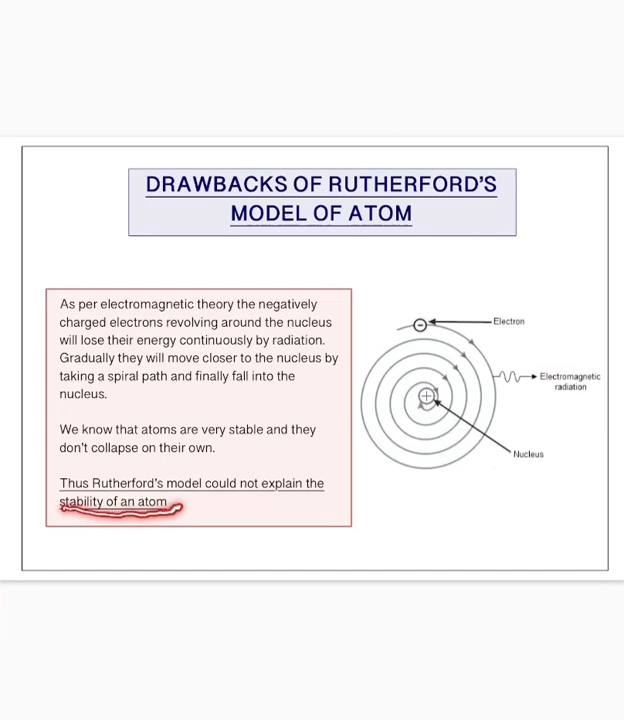 DRAWBACKS OF RUTHERFORD'S
MODEL OF ATOM
As per electromagnetic theory the negatively
charged electrons revolving around the nucleus
will lose their energy continuously by radiation.
Gradually they will move closer to the nucleus by
taking a spiral path and finally fall into the
nucleus.
We know that atoms are very stable and they
don't collapse on their own.
Thus Rutherford's model could not explain the
stability of an atom
Electron
Electromagnetic
radiation
Nucleus